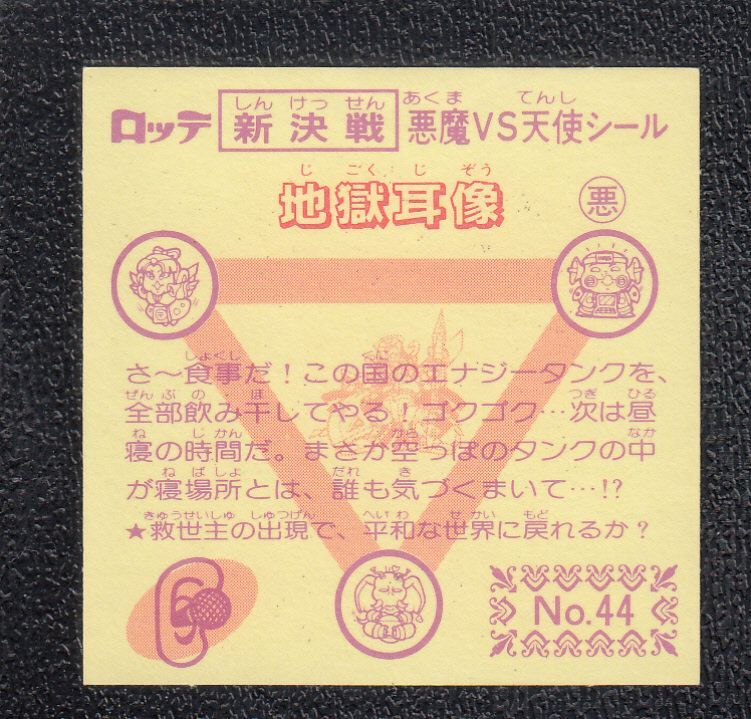 ロッテ 新決戦 悪魔VS天使シール
しん けっ せん あくま てんし
じ ごく じ ぞう
地獄耳像
悪
しょくじ くに
さ〜食事だ!この国のエナジータンクを、
ぜんぶ の ほ つぎ ひる
全部飲み干してやる!ゴクゴク…次は昼
ね じかん から なか
寝の時間だ。まさか空っぽのタンクの中
ねばしょ だれ き
が寝場所とは、誰も気づくまいて…!?
きゅうせいしゅ しゅつげん へいわ せかい もど
★救世主の出現で、平和な世界に戻れるか?
No.44